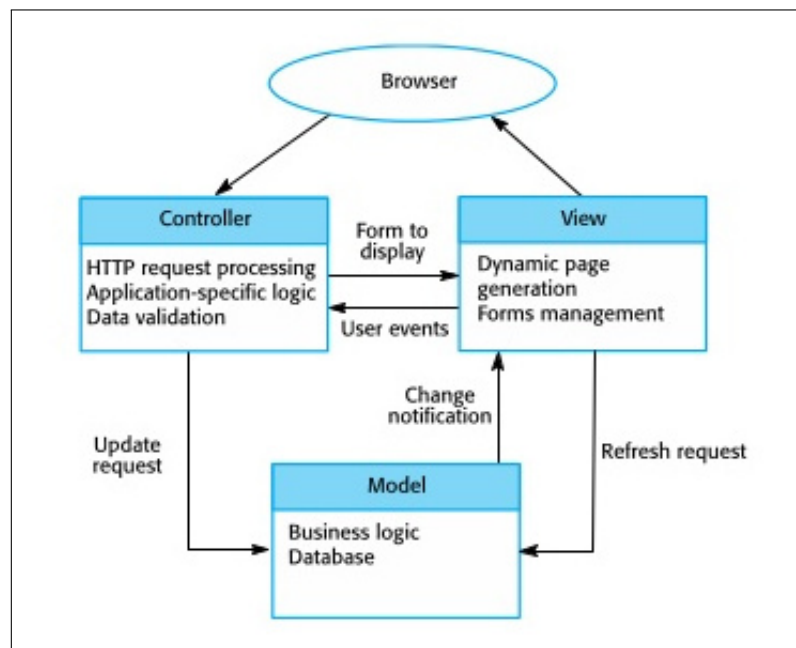 Browser
Controller
HTTP request processing
Application-specific logic
Data validation
Form to
display
User events
View
Dynamic page
generation
Forms management
Update
request
Change
notification
Refresh request
Model
Business logic
Database